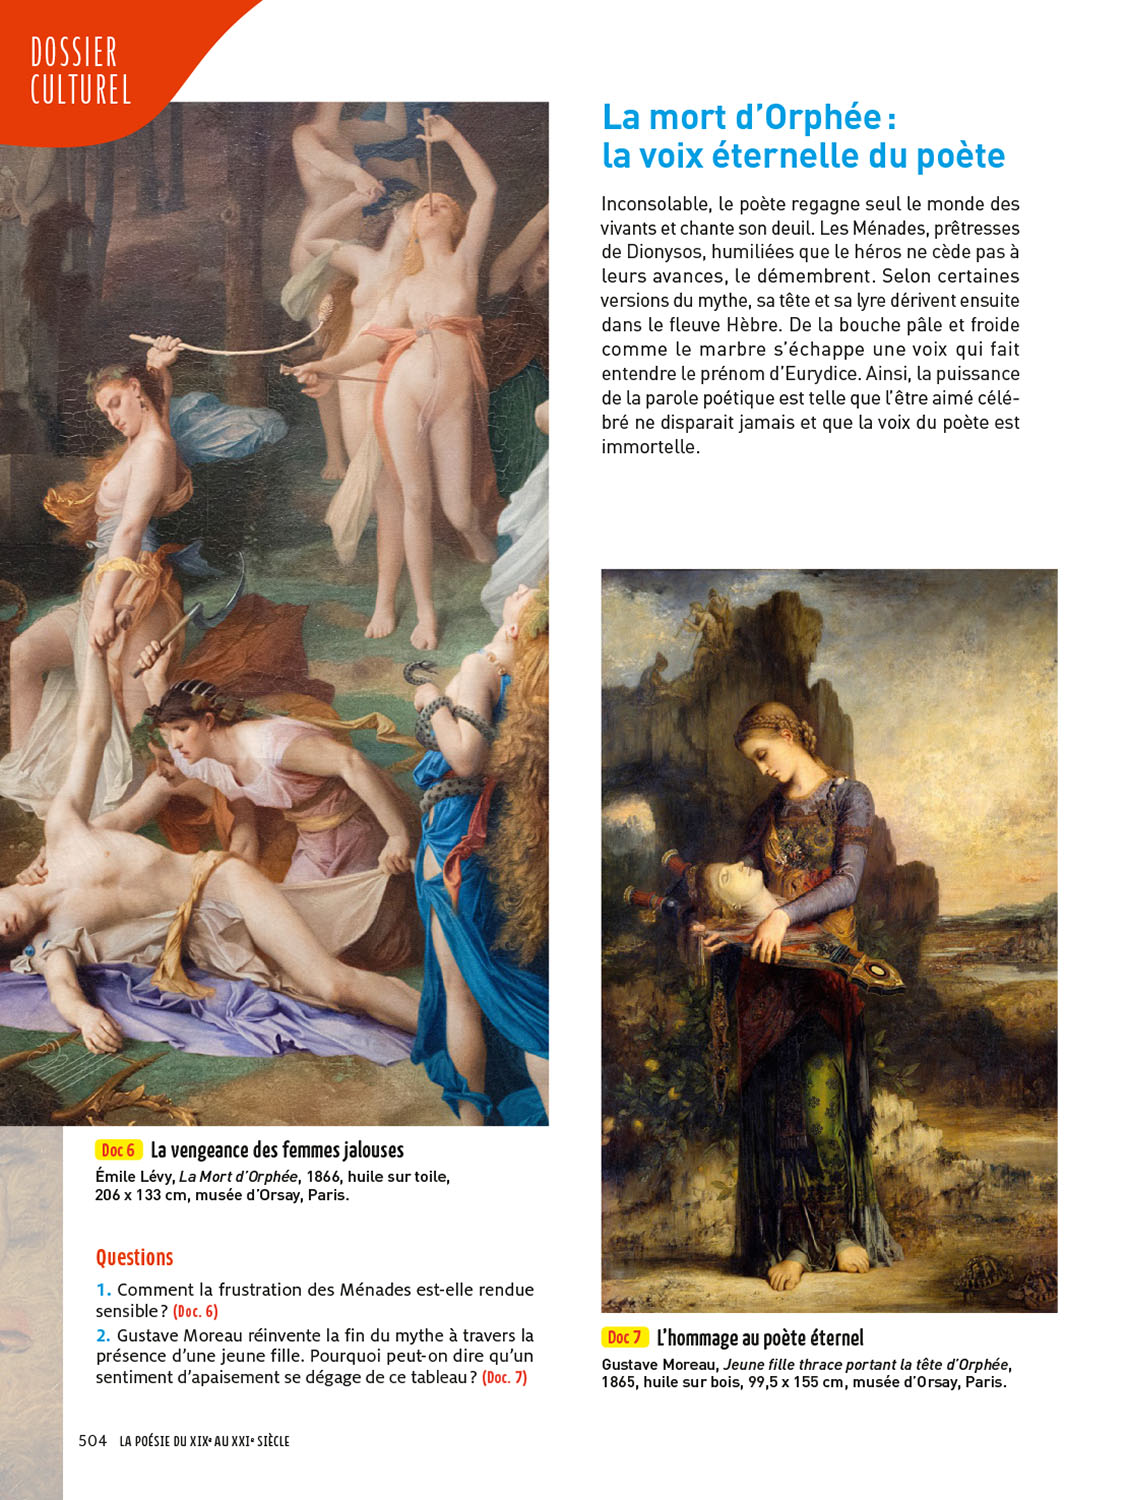 DOSSIER
CULTUREL
La mort d'Orphée :
la voix éternelle du poète
Inconsolable, le poète regagne seul le monde des
vivants et chante son deuil. Les Ménades, prêtresses
de Dionysos, humiliées que le héros ne cède pas à
leurs avances, le démembrent. Selon certaines
versions du mythe, sa tête et sa lyre dérivent ensuite
dans le fleuve Hèbre. De la bouche pâle et froide
comme le marbre s'échappe une voix qui fait
entendre le prénom d'Eurydice. Ainsi, la puissance
de la parole poétique est telle que l'être aimé célé-
bré ne disparait jamais et que la voix du poète est
immortelle.
Doc 6 La vengeance des femmes jalouses
Émile Lévy, La Mort d'Orphée, 1866, huile sur toile,
206 x 133 cm, musée d'Orsay, Paris.
Questions
1. Comment la frustration des Ménades est-elle rendue
sensible ? (Doc. 6)
2. Gustave Moreau réinvente la fin du mythe à travers la
présence d'une jeune fille. Pourquoi peut-on dire qu'un
sentiment d'apaisement se dégage de ce tableau ? (Doc. 7)
Doc 7 L'hommage au poète éternel
Gustave Moreau, Jeune fille thrace portant la tête d'Orphée,
1865, huile sur bois, 99,5 x 155 cm, musée d'Orsay, Paris.
504 LA POÉSIE DU XIXe AU XXIe SIÈCLE